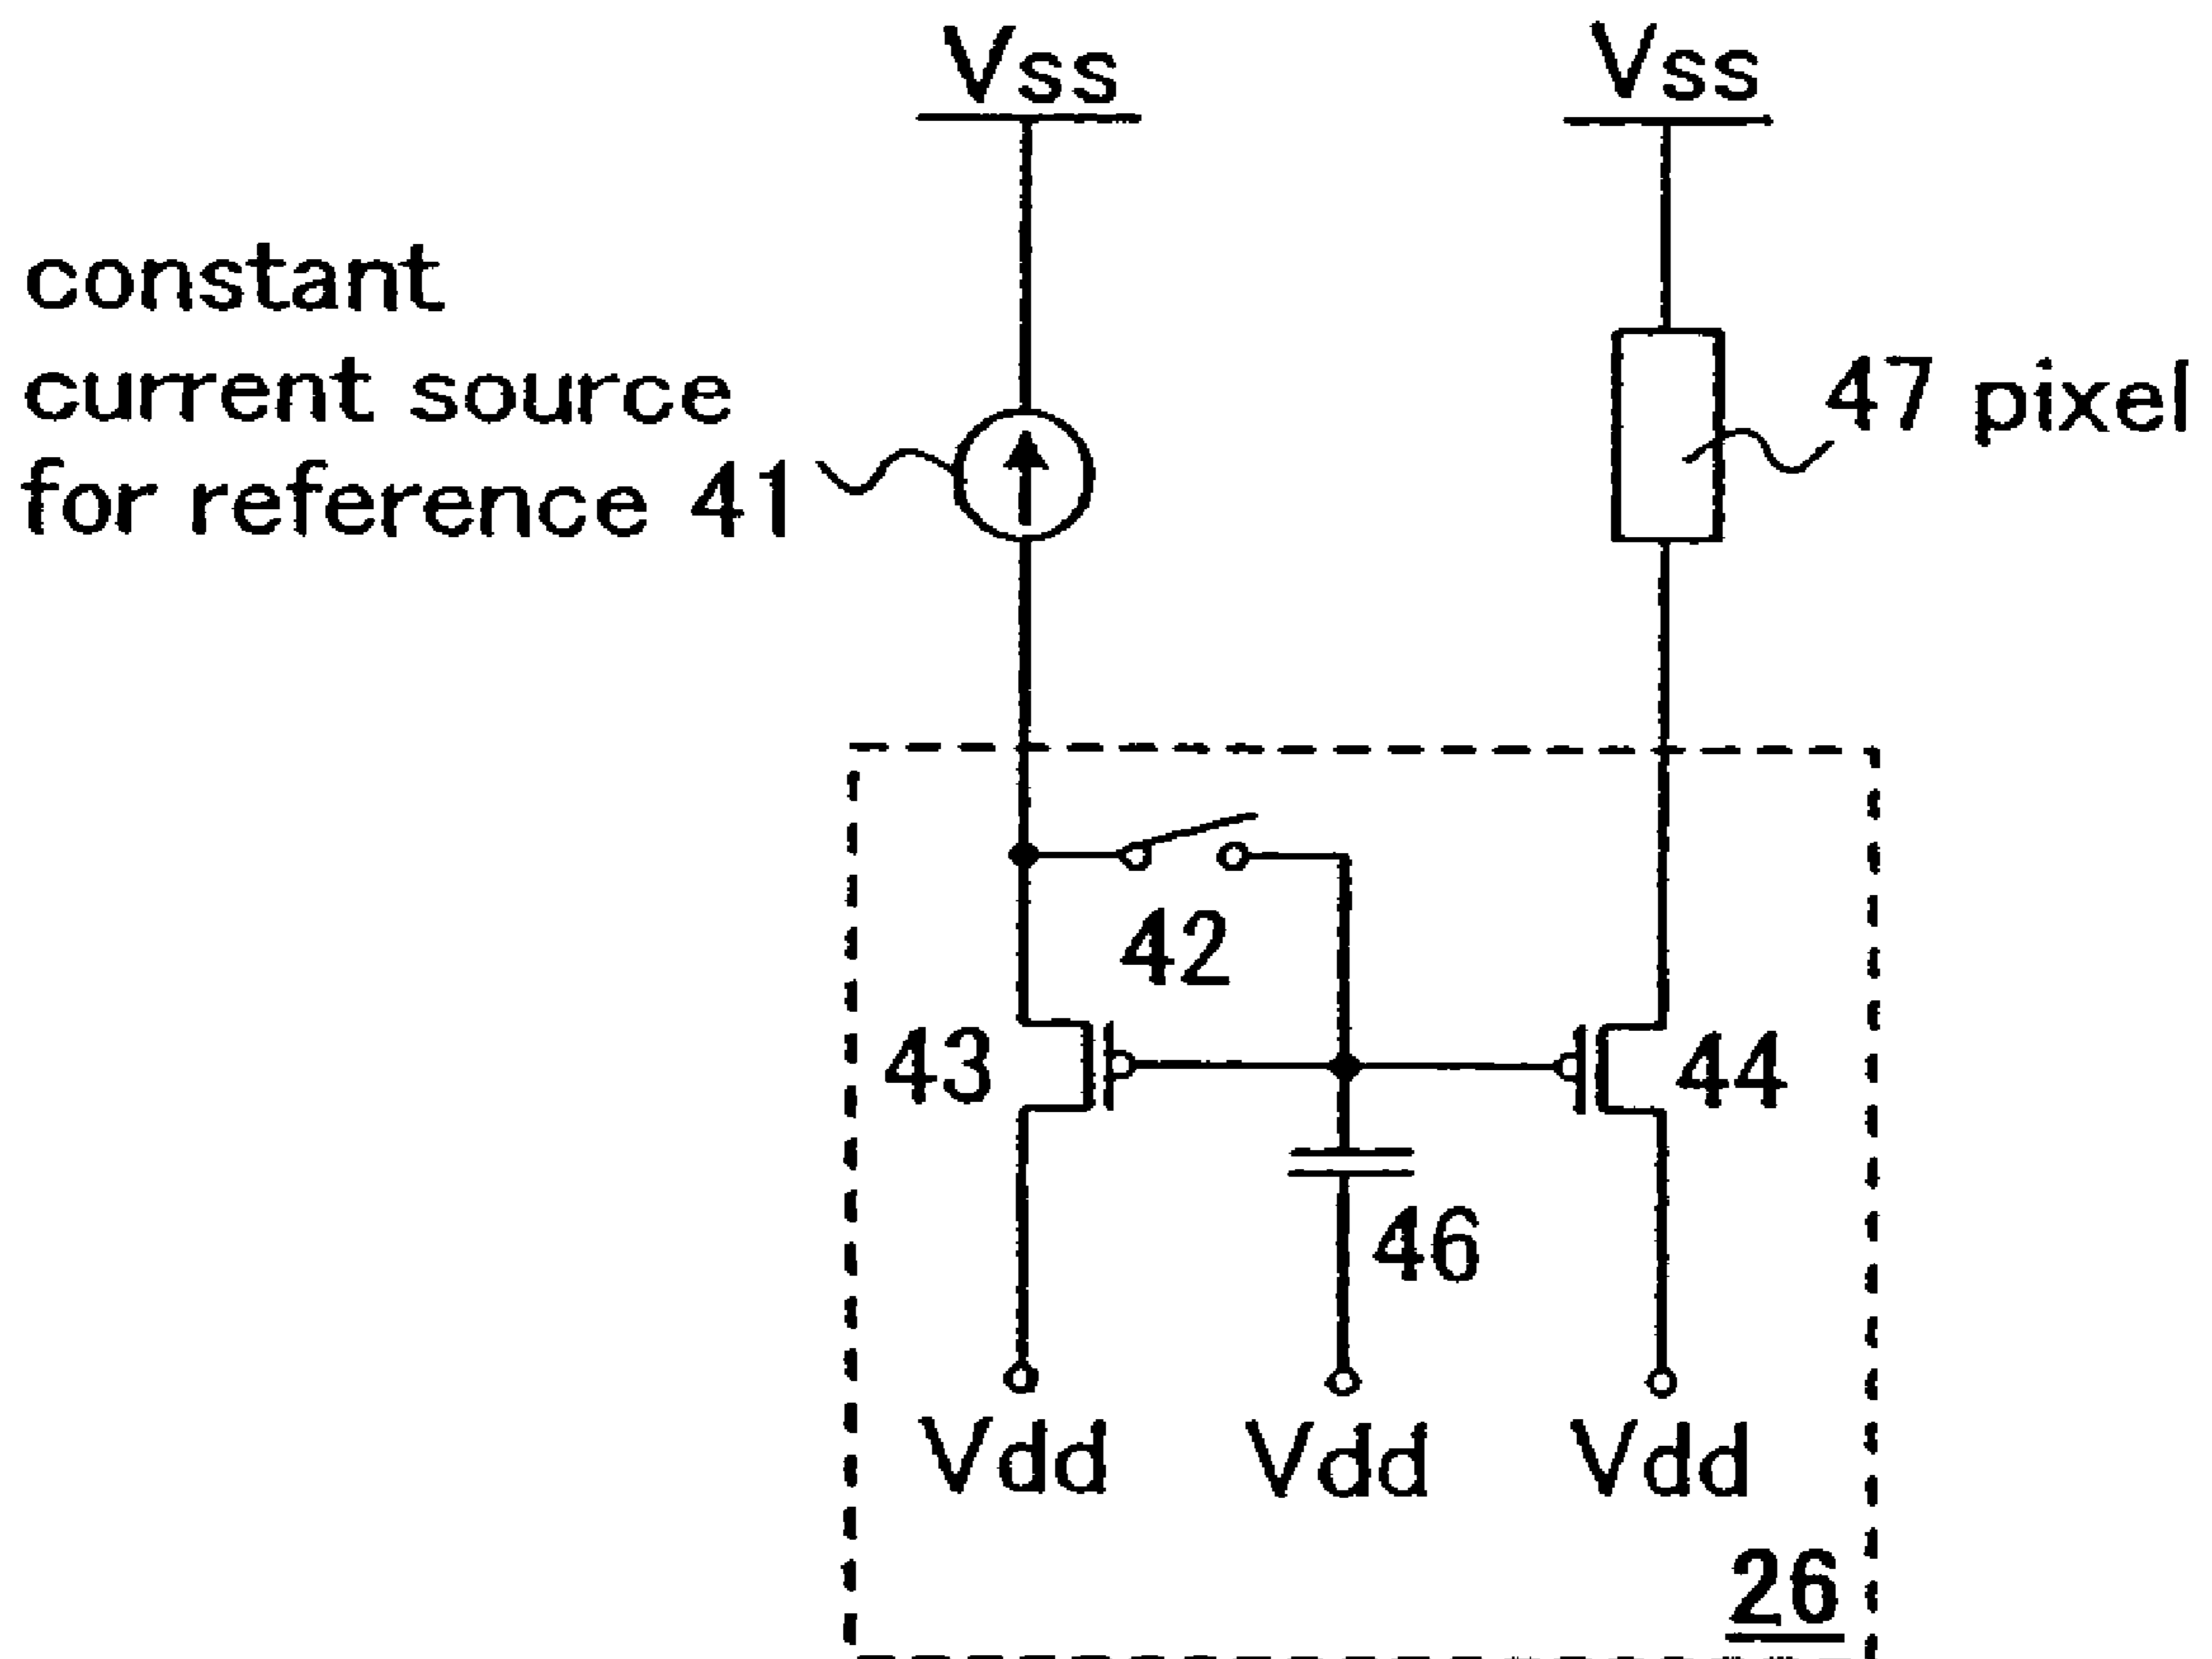 Vss
Vss
constant
current source
for reference 41
47 pixel
42
43
44
46
Vdd
Vdd
Vdd
26